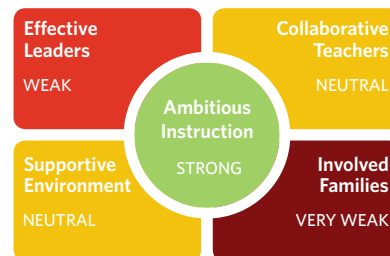 Effective
Leaders
WEAK
Collaborative
Teachers
NEUTRAL
Ambitious
Instruction
STRONG
Supportive
Environment
NEUTRAL
Involved
Families
VERY WEAK